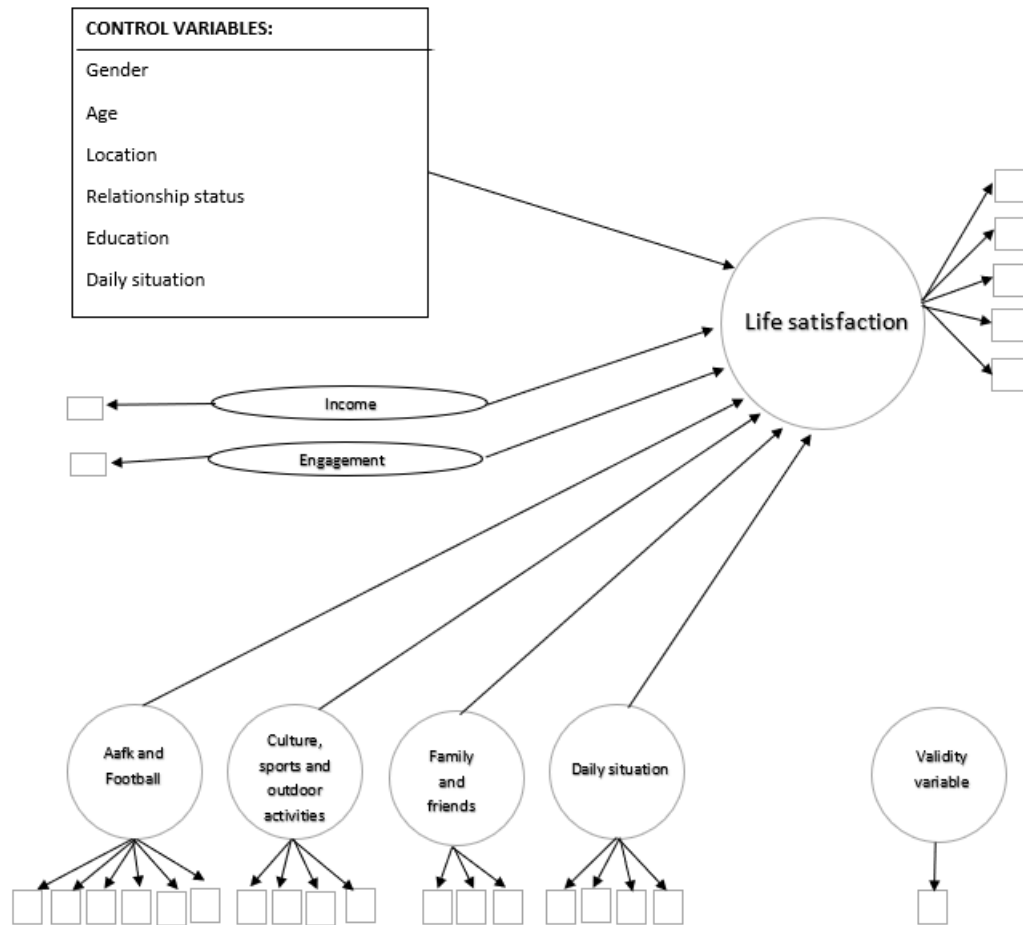 CONTROL VARIABLES:
Gender
Age
Location
Relationship status
Education
Daily situation
Life satisfaction
Income
Engagement
Aafk and
Football
Culture,
sports and
outdoor
activities
Family
and
friends
Daily situation
Validity
variable